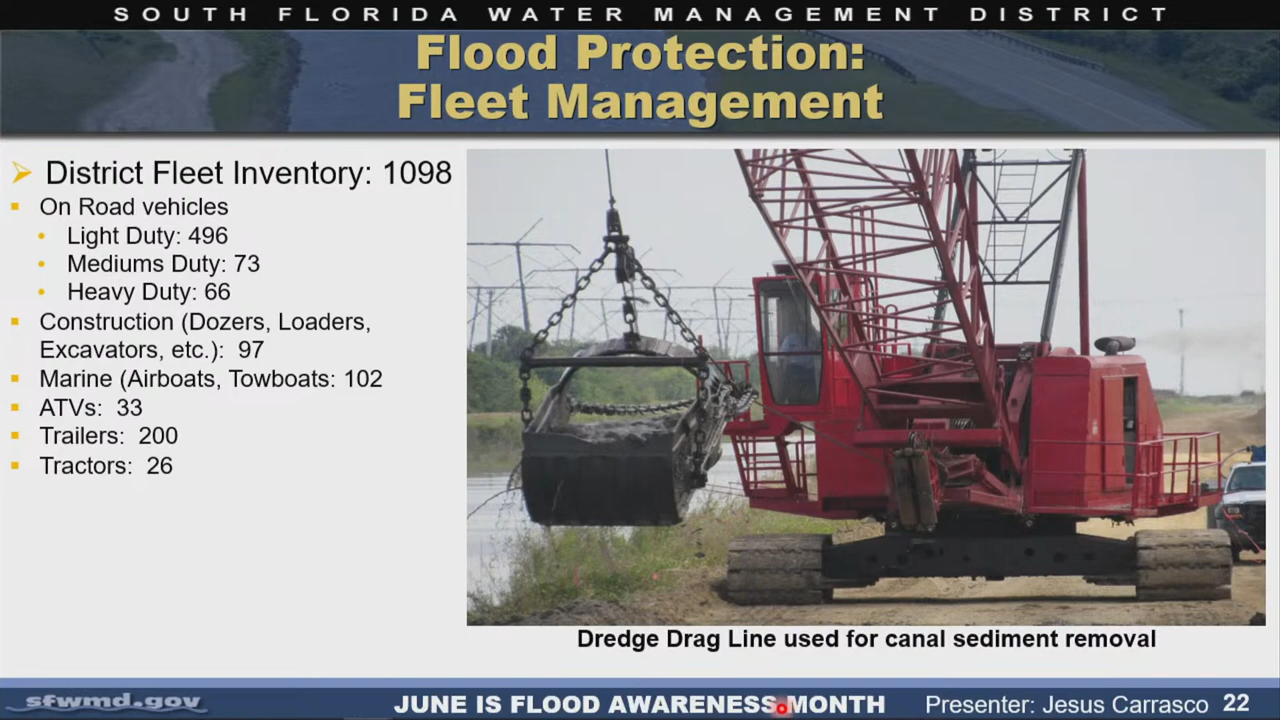 SOUTH FLORIDA WATER MANAGEMENT DISTRICT
Flood Protection:
Fleet Management
District Fleet Inventory: 1098
On Road vehicles
Light Duty: 496
Mediums Duty: 73
Heavy Duty: 66
Construction (Dozers, Loaders,
Excavators, etc.): 97
Marine (Airboats, Towboats: 102
ATVs: 33
Trailers: 200
Tractors: 26
Dredge Drag Line used for canal sediment removal
sfwmd.gov
JUNE IS FLOOD AWARENESS MONTH
Presenter: Jesus Carrasco 22